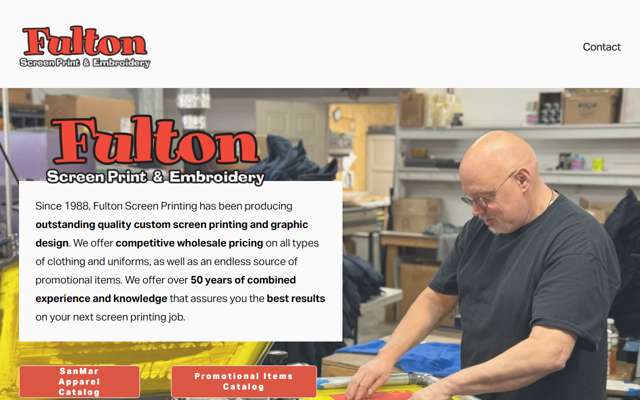 Fulton
Screen Print & Embroidery
Contact
Fulton
Screen Print & Embroidery
Since 1988, Fulton Screen Printing has been producing
outstanding quality custom screen printing and graphic
design. We offer competitive wholesale pricing on all types
of clothing and uniforms, as well as an endless source of
promotional items. We offer over 50 years of combined
experience and knowledge that assures you the best results
on your next screen printing job.
SanMar
Apparel
Catalog
Promotional Items
Catalog